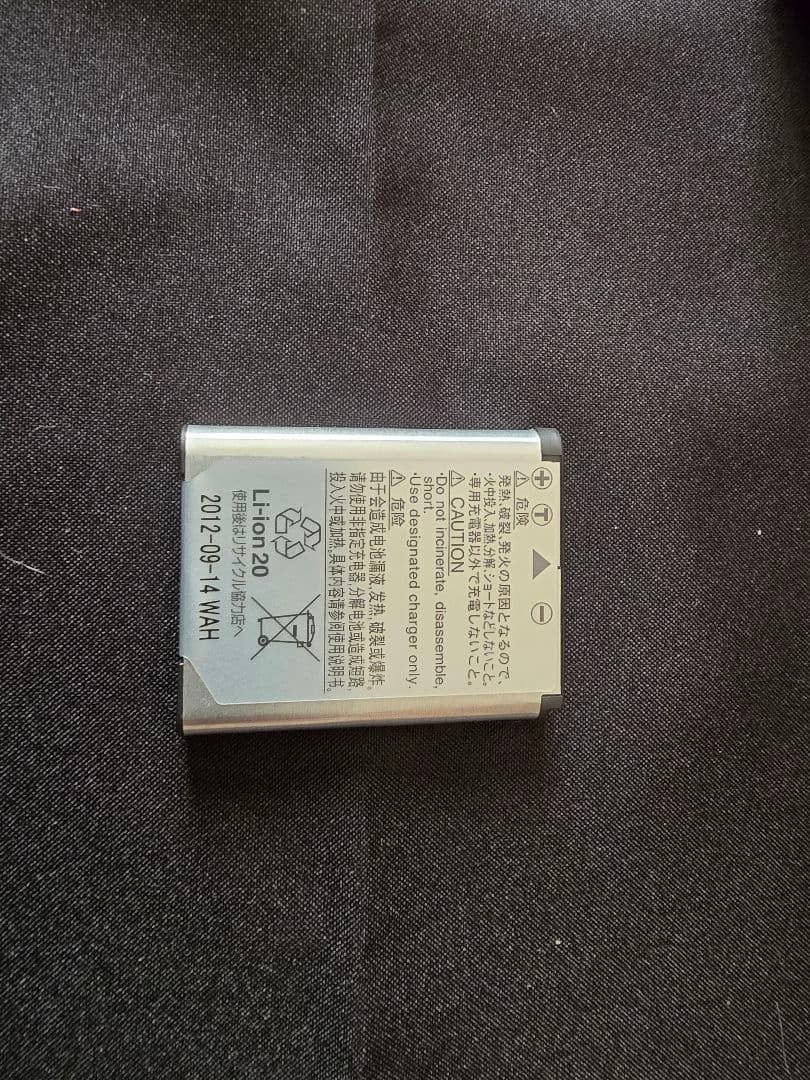 + T −
⚠危険
発熱、破裂、発火の原因となるので、
・火中投入、加熱、分解、ショートなどしないこと。
・専用充電器以外で充電しないこと。
⚠CAUTION
・Do not incinerate, disassemble,
short.
・Use designated charger only.
⚠危险
由于会造成电池漏液、发热、破裂或爆炸。
请勿使用非指定充电器、分解电池或造成短路、
投入火中或加热。具体内容请参阅使用说明书。
Li-ion 20
使用後はリサイクル協力店へ
2012-09-14 WAH